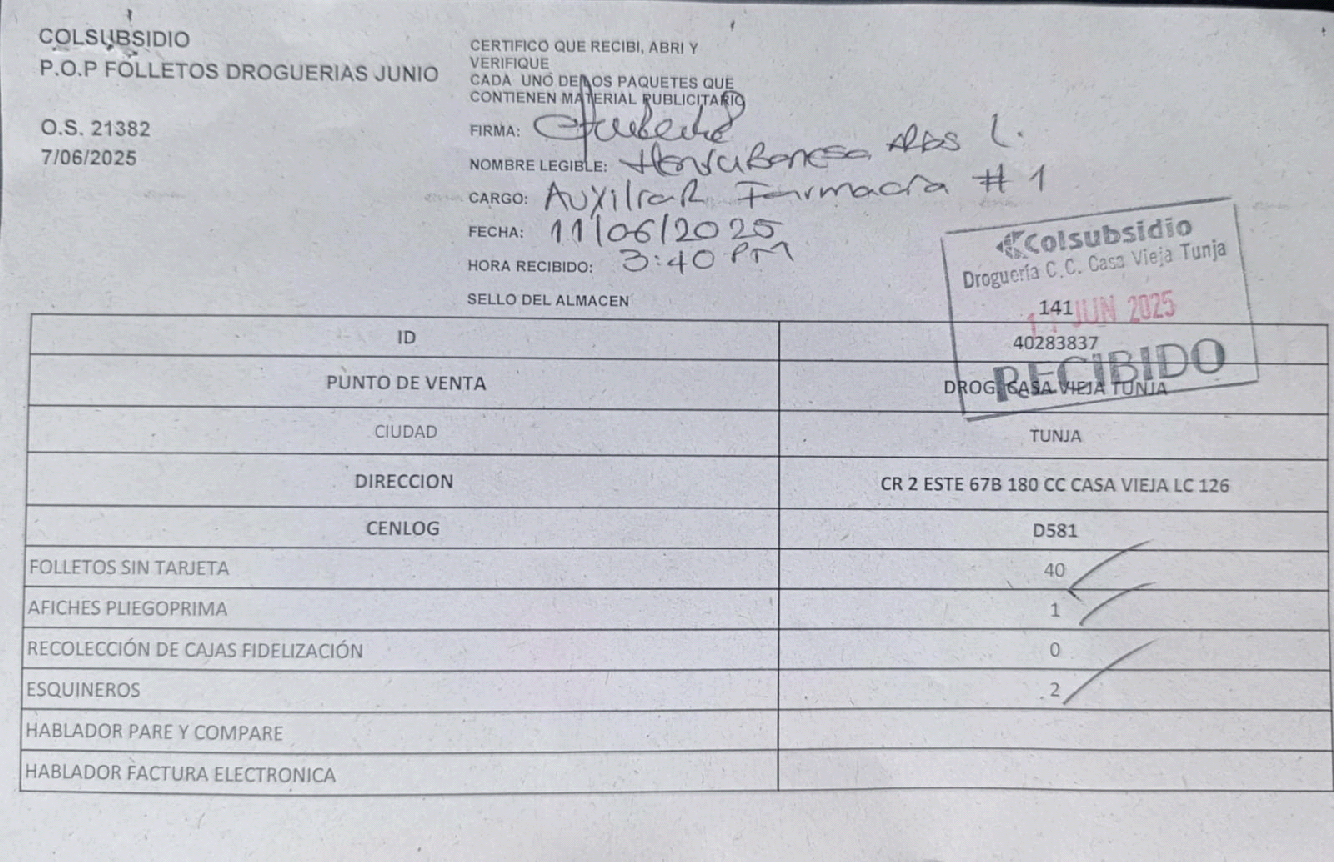 COLSUBSIDIO
P.O.P FOLLETOS DROGUERIAS JUNIO
O.S. 21382
7/06/2025
CERTIFICO QUE RECIBI, ABRI Y
VERIFIQUE
CADA UNO DE LOS PAQUETES QUE
CONTIENEN MATERIAL PUBLICITARIO
FIRMA:
NOMBRE LEGIBLE:
CARGO: Auxiliar Farmacia # 1
FECHA: 11/06/2025
HORA RECIBIDO: 3:40 PM
SELLO DEL ALMACEN
Colsubsidio
Droguería C.C. Casa Vieja Tunja
JUN 2025
RECIBIDO
141
ID 40283837
PUNTO DE VENTA DROG. CASA VIEJA TUNJA
CIUDAD TUNJA
DIRECCION CR 2 ESTE 67B 180 CC CASA VIEJA LC 126
CENLOG D581
FOLLETOS SIN TARJETA 40
AFICHES PLIEGOPRIMA 1
RECOLECCIÓN DE CAJAS FIDELIZACIÓN 0
ESQUINEROS 2
HABLADOR PARE Y COMPARE
HABLADOR FACTURA ELECTRONICA